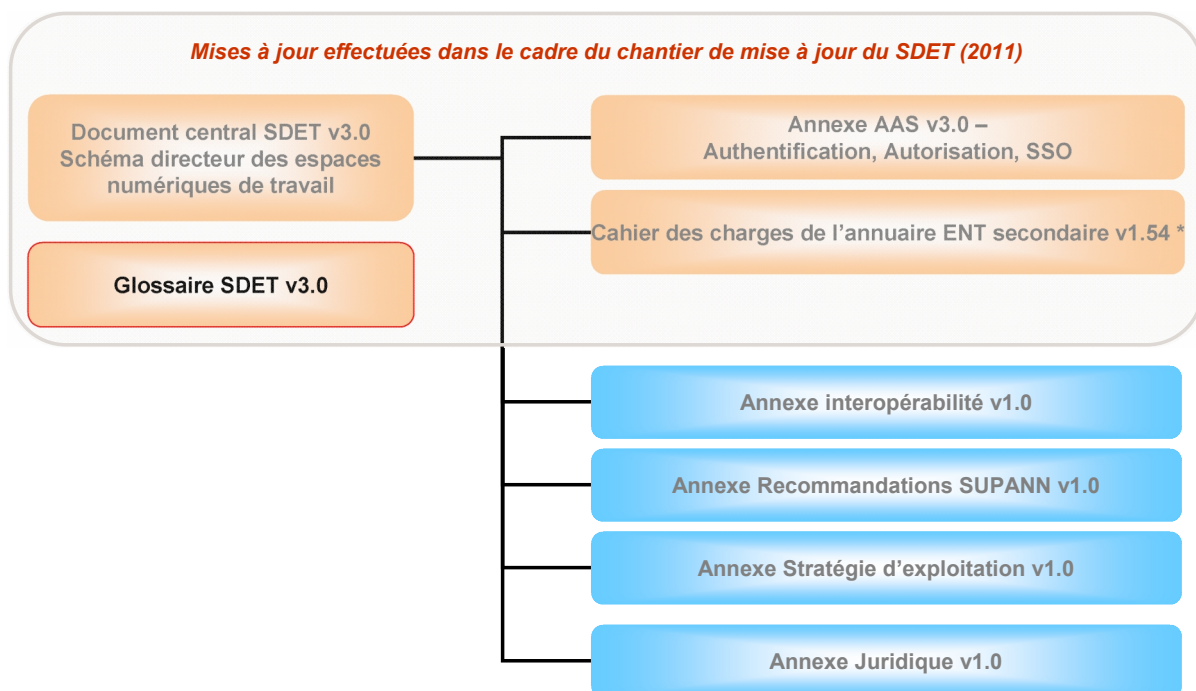 Mises à jour effectuées dans le cadre du chantier de mise à jour du SDET (2011)
Document central SDET v3.0
Schéma directeur des espaces
numériques de travail
Glossaire SDET v3.0
Annexe AAS v3.0 –
Authentification, Autorisation, SSO
Cahier des charges de l’annuaire ENT secondaire v1.54 *
Annexe interopérabilité v1.0
Annexe Recommandations SUPANN v1.0
Annexe Stratégie d’exploitation v1.0
Annexe Juridique v1.0